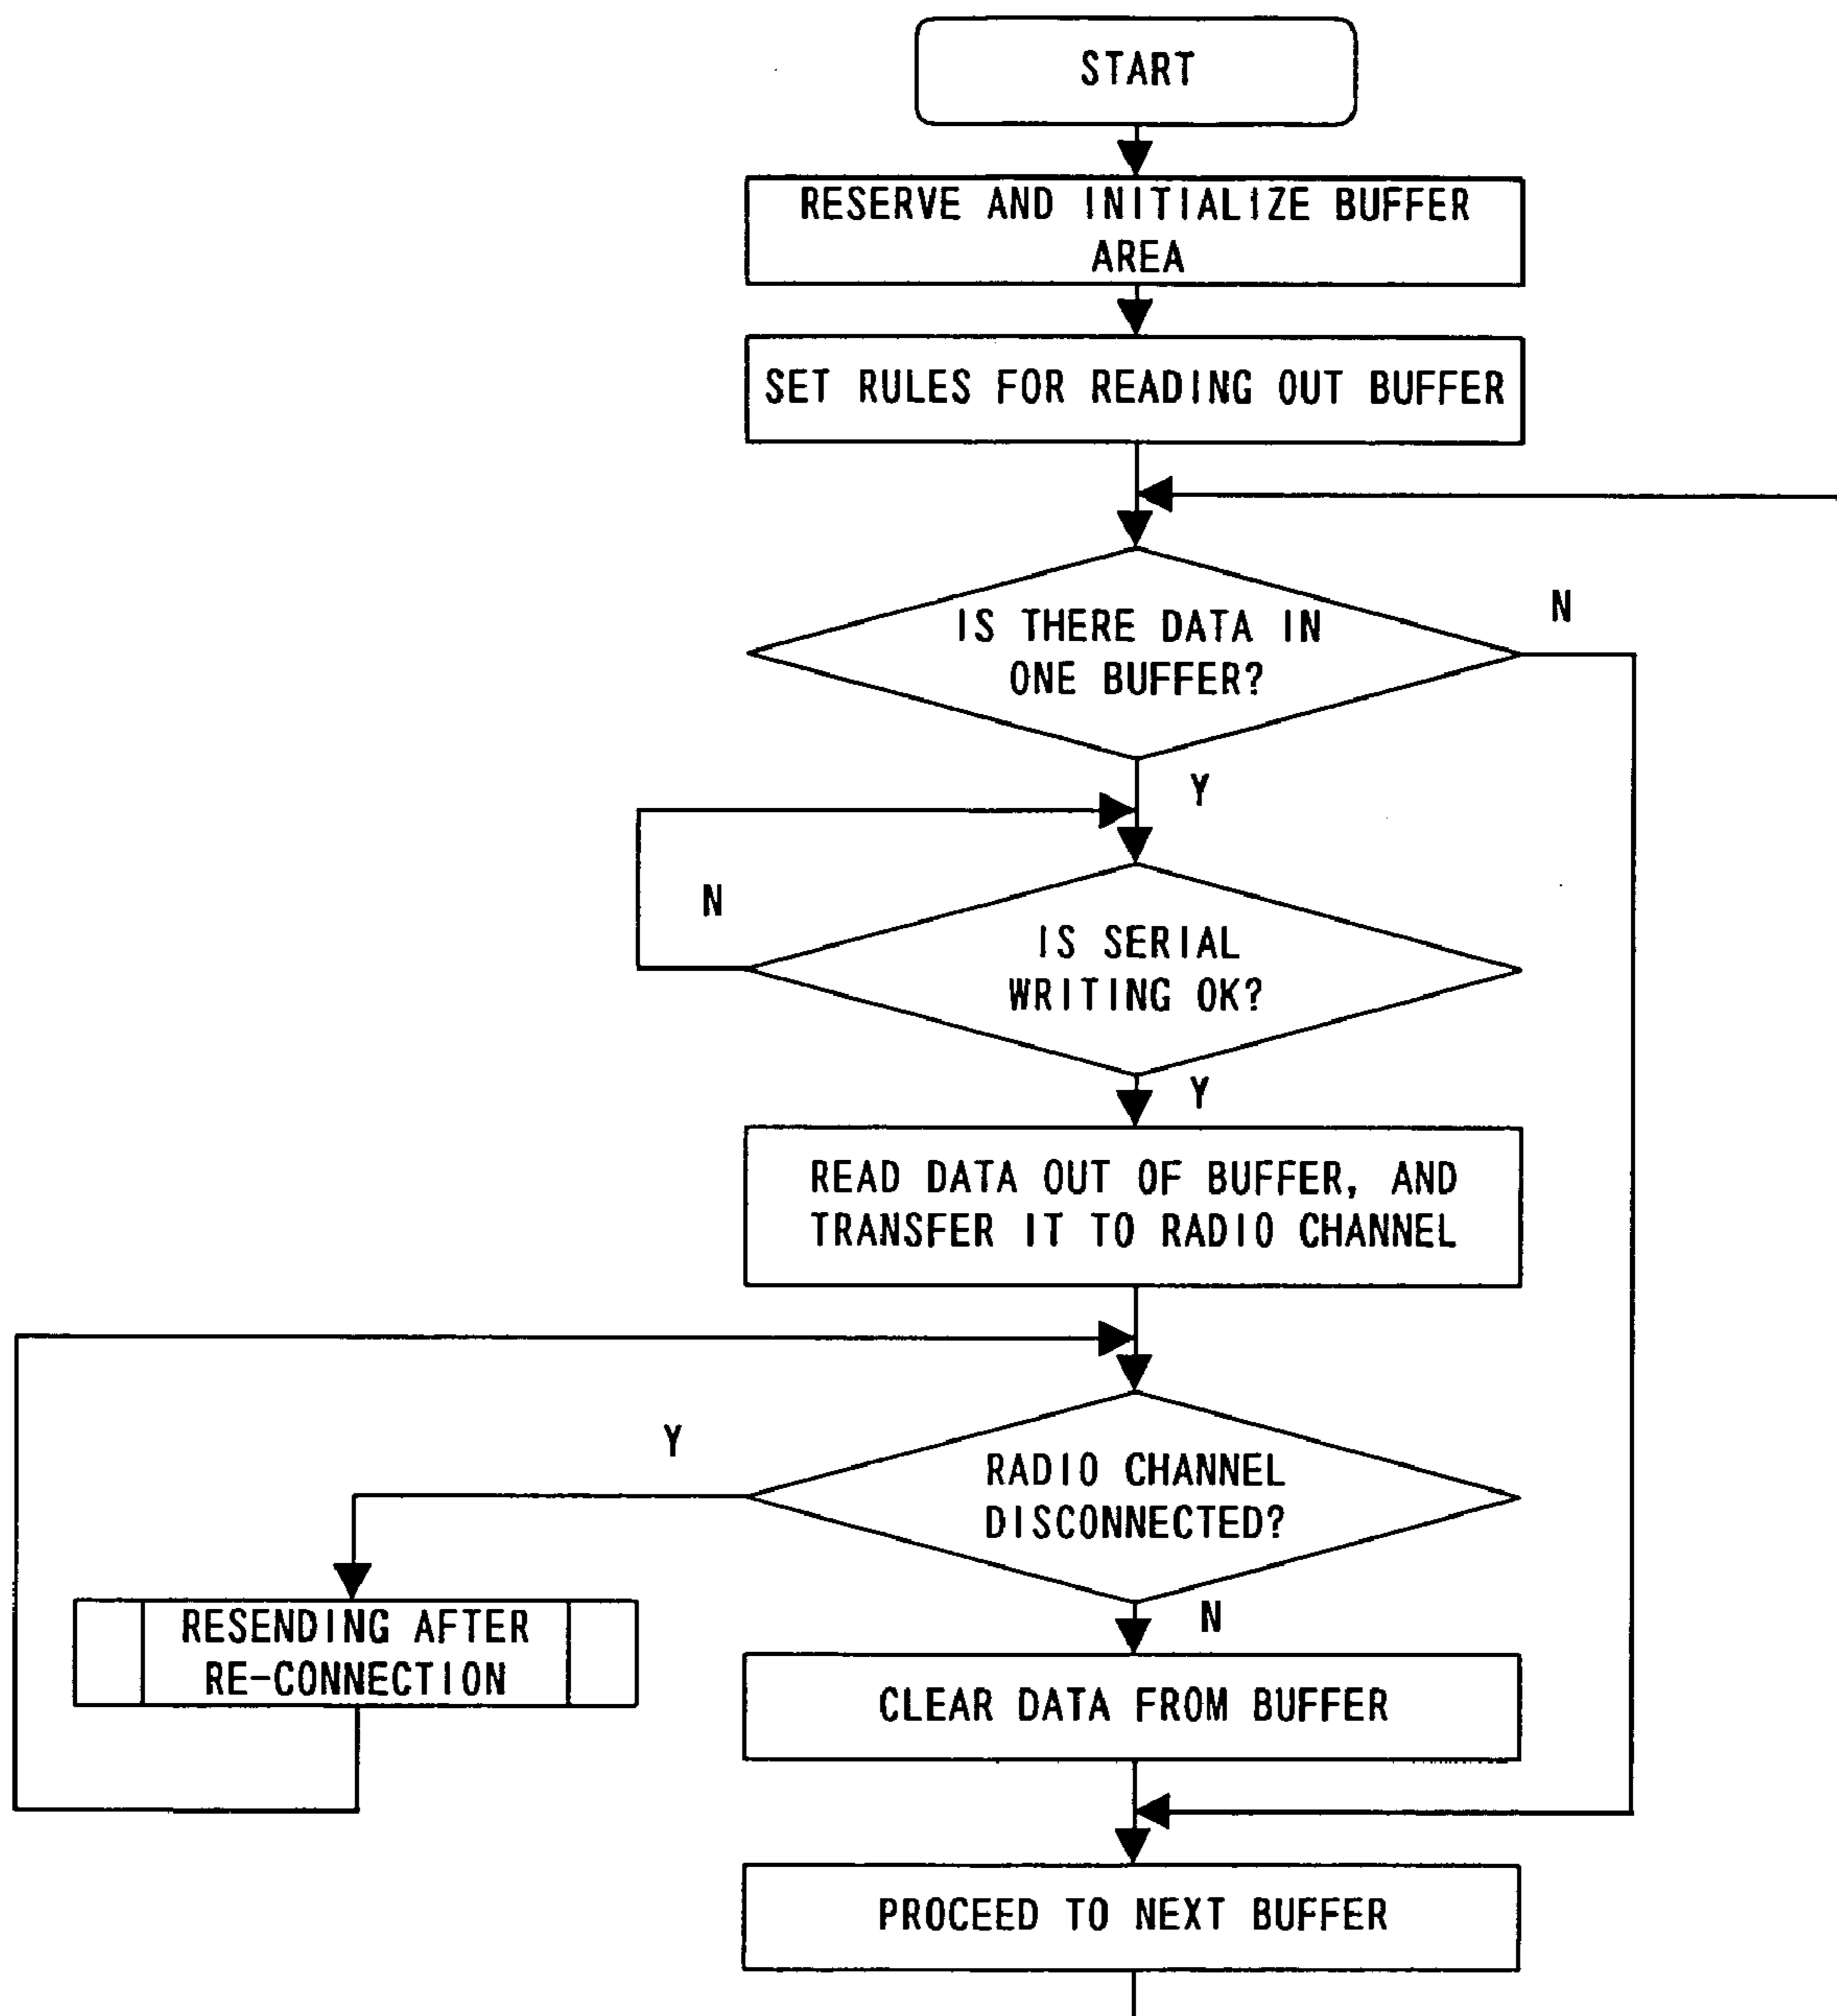 START
RESERVE AND INITIALIZE BUFFER
AREA
SET RULES FOR READING OUT BUFFER
IS THERE DATA IN
ONE BUFFER?
N
Y
N
IS SERIAL
WRITING OK?
Y
READ DATA OUT OF BUFFER, AND
TRANSFER IT TO RADIO CHANNEL
Y
RADIO CHANNEL
DISCONNECTED?
N
RESENDING AFTER
RE-CONNECTION
CLEAR DATA FROM BUFFER
PROCEED TO NEXT BUFFER